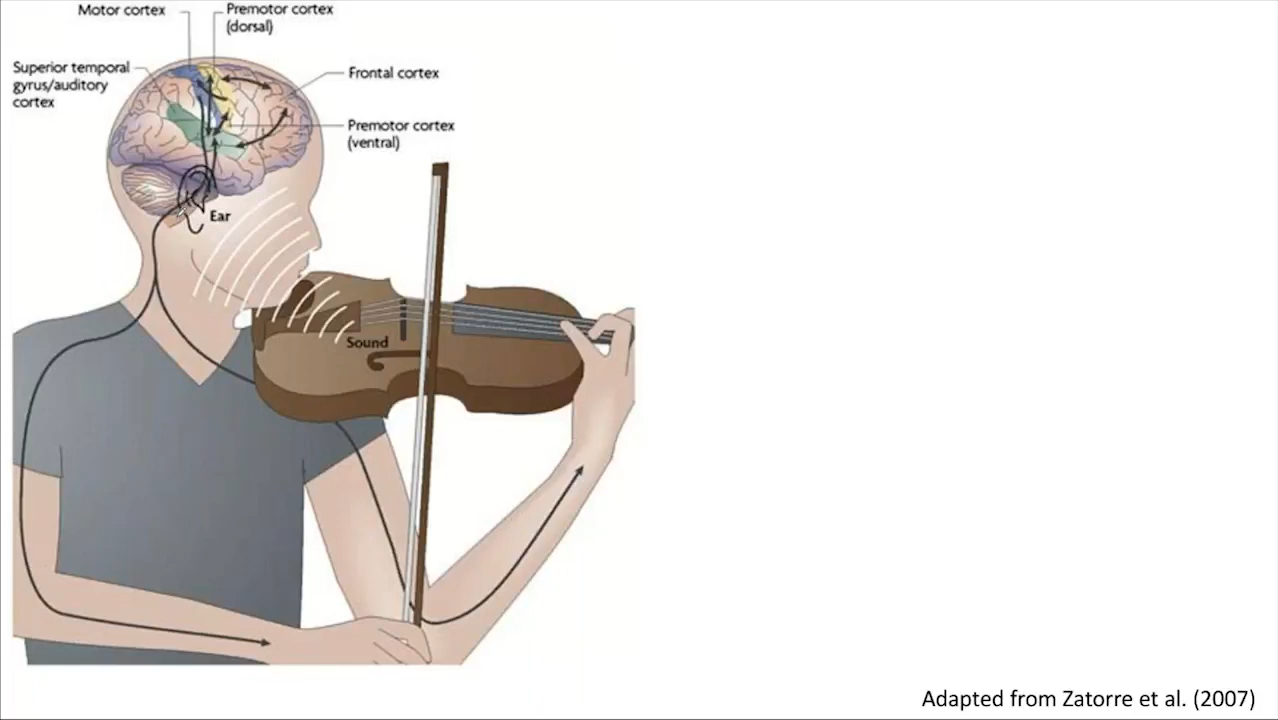 Motor cortex
Premotor cortex
(dorsal)
Superior temporal
gyrus/auditory
cortex
Frontal cortex
Premotor cortex
(ventral)
Ear
Sound
Adapted from Zatorre et al. (2007)